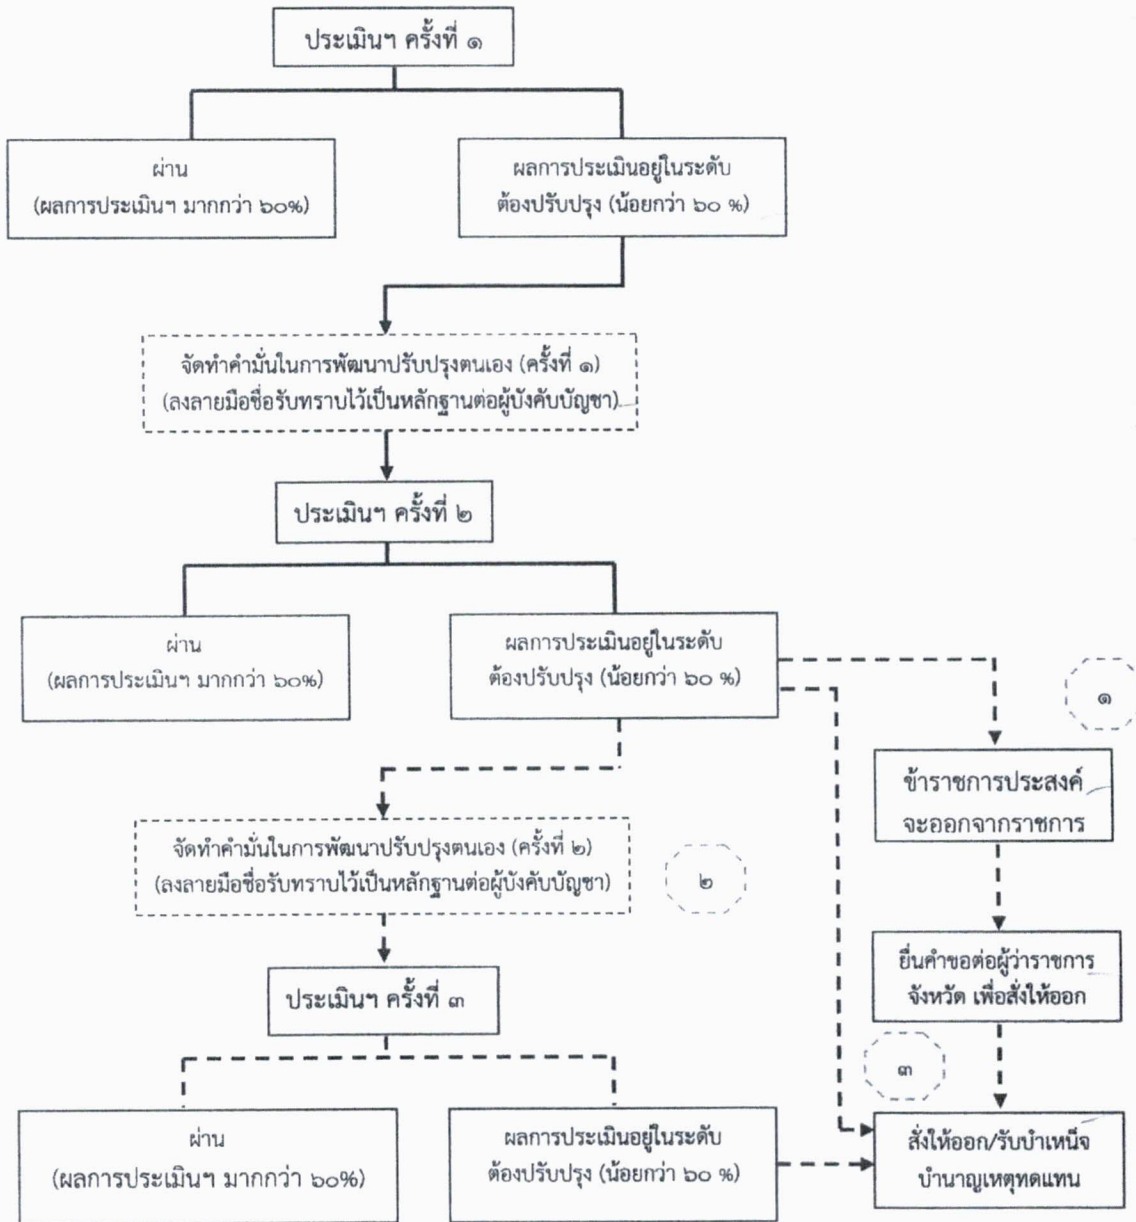 ประเมินฯ ครั้งที่ ๑
ผ่าน
(ผลการประเมินฯ มากกว่า ๖๐%)
ผลการประเมินอยู่ในระดับ
ต้องปรับปรุง (น้อยกว่า ๖๐ %)
จัดทำคำมั่นในการพัฒนาปรับปรุงตนเอง (ครั้งที่ ๑)
(ลงลายมือชื่อรับทราบไว้เป็นหลักฐานต่อผู้บังคับบัญชา)
ประเมินฯ ครั้งที่ ๒
ผ่าน
(ผลการประเมินฯ มากกว่า ๖๐%)
ผลการประเมินอยู่ในระดับ
ต้องปรับปรุง (น้อยกว่า ๖๐ %)
๑
ข้าราชการประสงค์
จะออกจากราชการ
จัดทำคำมั่นในการพัฒนาปรับปรุงตนเอง (ครั้งที่ ๒)
(ลงลายมือชื่อรับทราบไว้เป็นหลักฐานต่อผู้บังคับบัญชา)
๒
ยื่นคำขอต่อผู้ว่าราชการ
จังหวัด เพื่อสั่งให้ออก
ประเมินฯ ครั้งที่ ๓
๓
ผ่าน
(ผลการประเมินฯ มากกว่า ๖๐%)
ผลการประเมินอยู่ในระดับ
ต้องปรับปรุง (น้อยกว่า ๖๐ %)
สั่งให้ออก/รับบำเหน็จ
บำนาญเหตุทดแทน